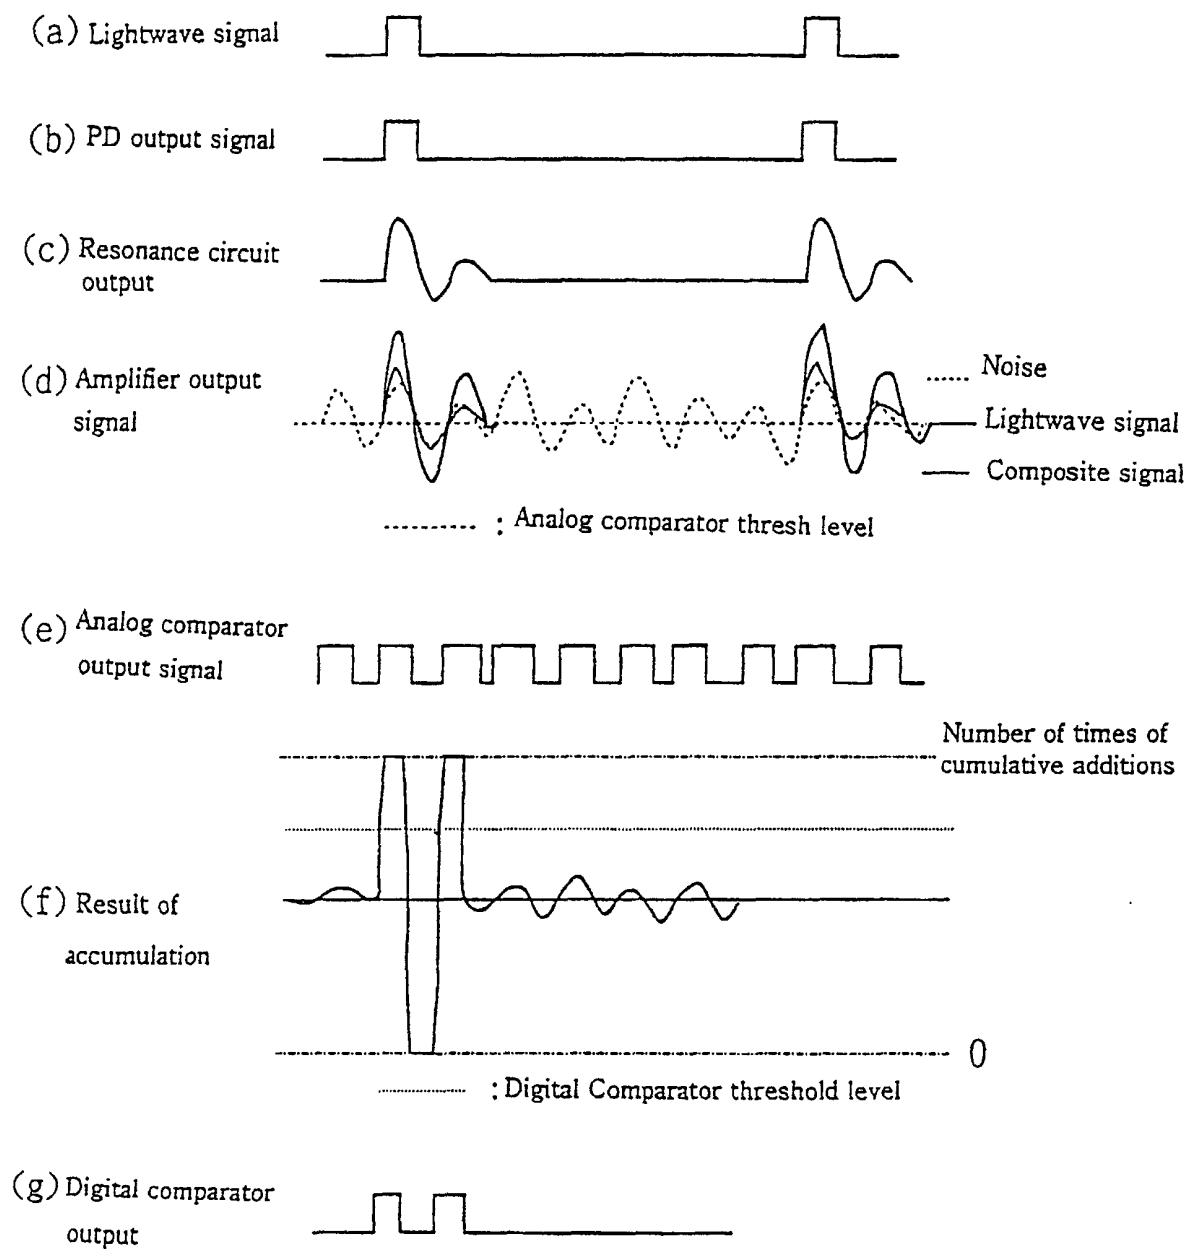 (a) Lightwave signal
(b) PD output signal
(c) Resonance circuit
output
(d) Amplifier output
signal
Noise
Lightwave signal
Composite signal
: Analog comparator thresh level
(e) Analog comparator
output signal
Number of times of
cumulative additions
(f) Result of
accumulation
0
: Digital Comparator threshold level
(g) Digital comparator
output